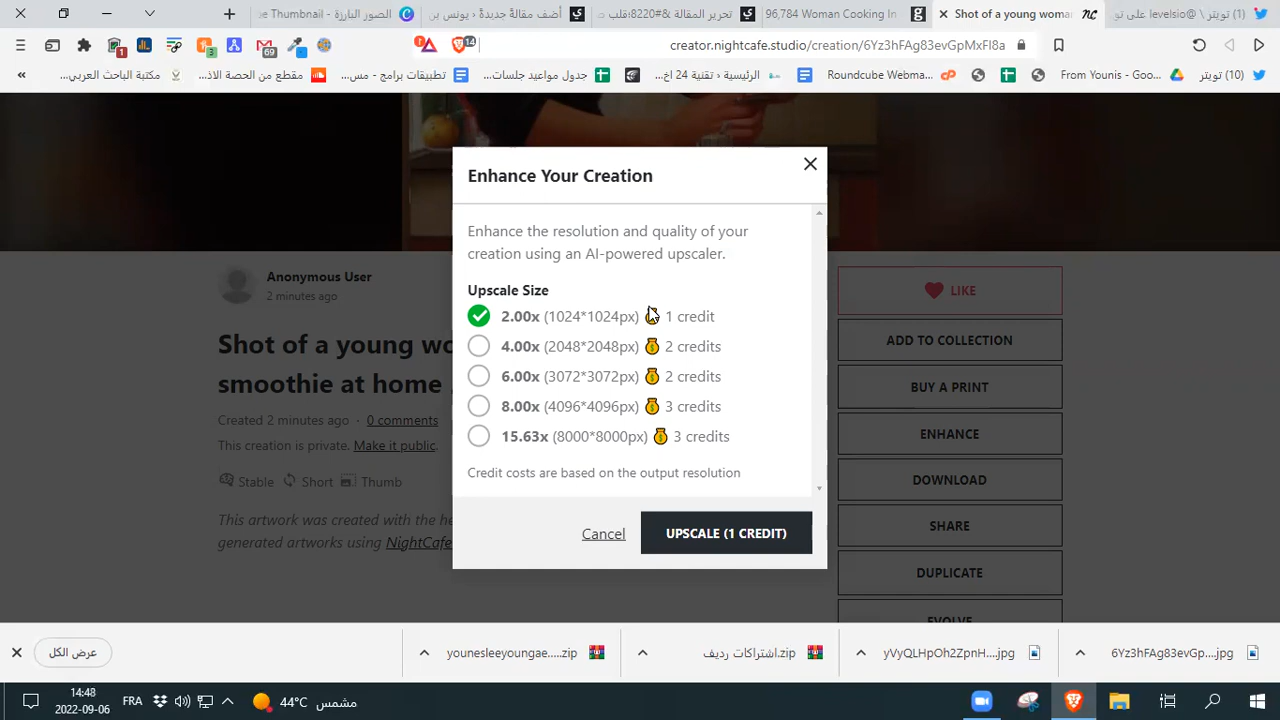 Thumbnail
الصور البارزة
أضف مقالةً جديدةً ‹ يونس بن
تحرير المقالة &#8220;قلب
96,784 Woman Cooking In
Shot of a young woma
(1) تويتر \ @levelsio على تو
1
3
69
14
creator.nightcafe.studio/creation/6Yz3hFAg83evGpMxFl8a
«
مكتبة الباحث العربي...
مقطع من الحصة الأذ...
تطبيقات برامج - مس...
جدول مواعيد جلسات...
الرئيسية - تقنية 24 اخ...
Roundcube Webma...
From Younis - Goo...
(10) تويتر
Enhance Your Creation
Enhance the resolution and quality of your
creation using an AI-powered upscaler.
Upscale Size
2.00x (1024*1024px) 1 credit
4.00x (2048*2048px) 2 credits
6.00x (3072*3072px) 2 credits
8.00x (4096*4096px) 3 credits
15.63x (8000*8000px) 3 credits
Credit costs are based on the output resolution
Cancel
UPSCALE (1 CREDIT)
Anonymous User
2 minutes ago
Shot of a young wo
smoothie at home
Created 2 minutes ago · 0 comments
This creation is private. Make it public.
Stable Short Thumb
This artwork was created with the he
generated artworks using NightCafe
LIKE
ADD TO COLLECTION
BUY A PRINT
ENHANCE
DOWNLOAD
SHARE
DUPLICATE
EVOLVE
عرض الكل
younesleeyoungae....zip
اشتراكات رديف.zip
yVyQLHpOh2ZpnH....jpg
6Yz3hFAg83evGp....jpg
14:48
2022-09-06
FRA
44°C مشمس